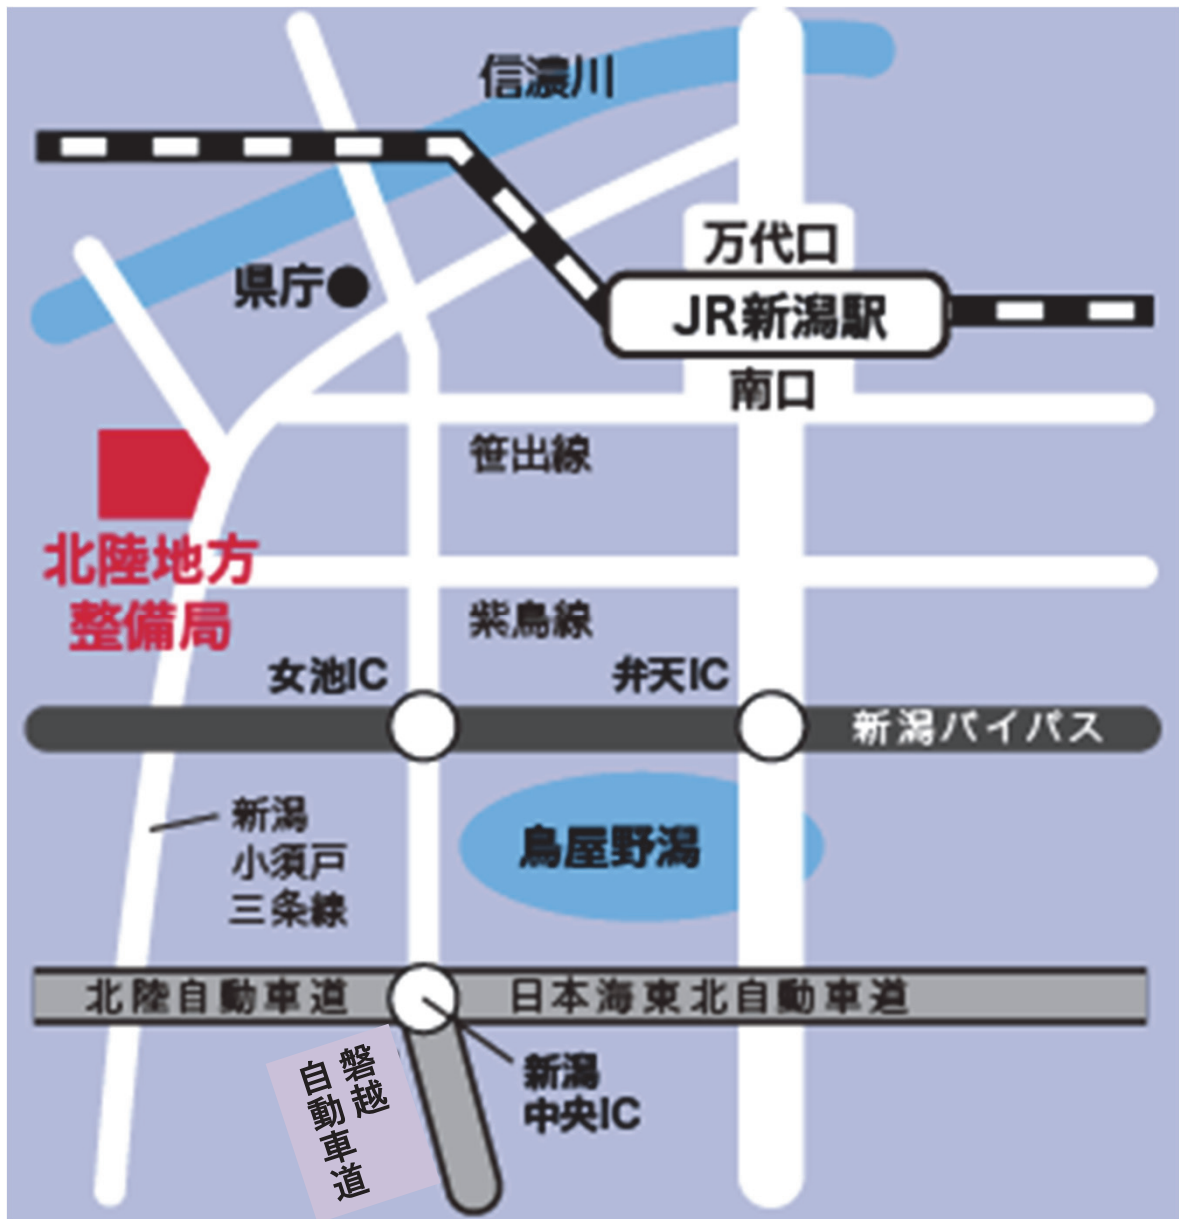 信濃川
県庁
万代口
JR新潟駅
南口
笹出線
北陸地方
整備局
紫鳥線
女池IC
弁天IC
新潟バイパス
新潟
小須戸
三条線
鳥屋野潟
北陸自動車道
日本海東北自動車道
磐越
自動車道
新潟
中央IC